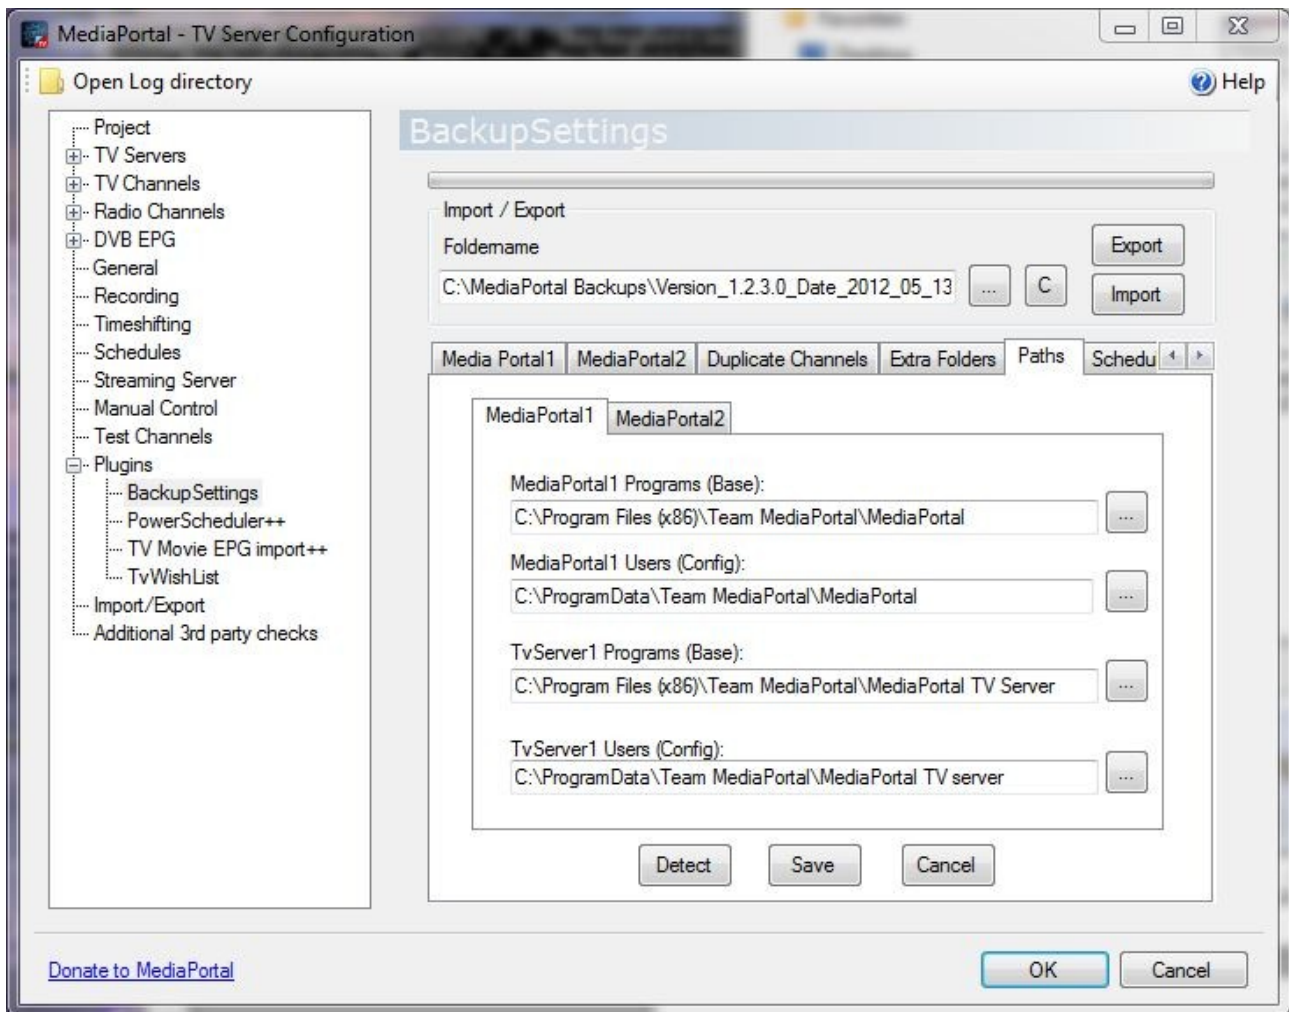 MediaPortal - TV Server Configuration
Open Log directory
Help
Project
TV Servers
TV Channels
Radio Channels
DVB EPG
General
Recording
Timeshifting
Schedules
Streaming Server
Manual Control
Test Channels
Plugins
BackupSettings
PowerScheduler++
TV Movie EPG import++
TvWishList
Import/Export
Additional 3rd party checks
BackupSettings
Import / Export
Foldername
Export
C:\MediaPortal Backups\Version_1.2.3.0_Date_2012_05_13
...
C
Import
Media Portal1
MediaPortal2
Duplicate Channels
Extra Folders
Paths
Schedu
MediaPortal1
MediaPortal2
MediaPortal1 Programs (Base):
C:\Program Files (x86)\Team MediaPortal\MediaPortal
...
MediaPortal1 Users (Config):
C:\ProgramData\Team MediaPortal\MediaPortal
...
TvServer1 Programs (Base):
C:\Program Files (x86)\Team MediaPortal\MediaPortal TV Server
...
TvServer1 Users (Config):
C:\ProgramData\Team MediaPortal\MediaPortal TV server
...
Detect
Save
Cancel
Donate to MediaPortal
OK
Cancel